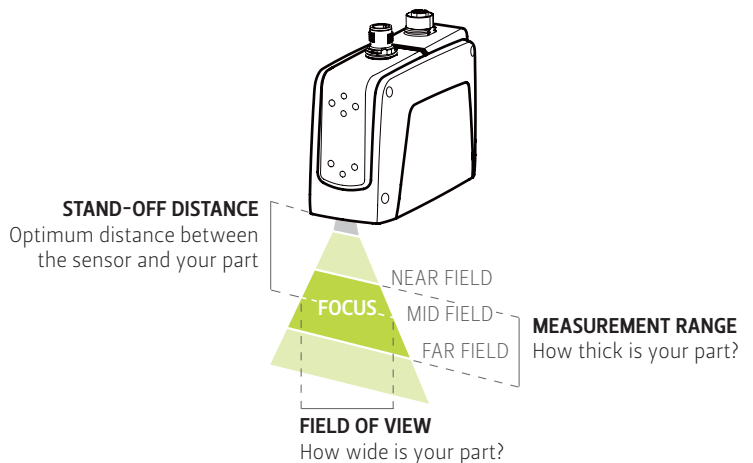 STAND-OFF DISTANCE
Optimum distance between
the sensor and your part
NEAR FIELD
FOCUS
MID FIELD
FAR FIELD
MEASUREMENT RANGE
How thick is your part?
FIELD OF VIEW
How wide is your part?